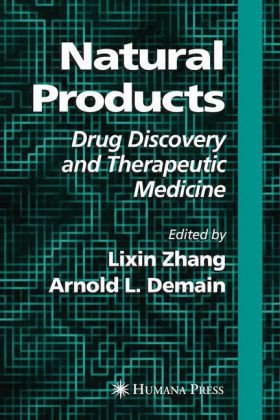 Natural
Products
Drug Discovery
and Therapeutic
Medicine
Edited by
Lixin Zhang
Arnold L. Demain
HUMANA PRESS